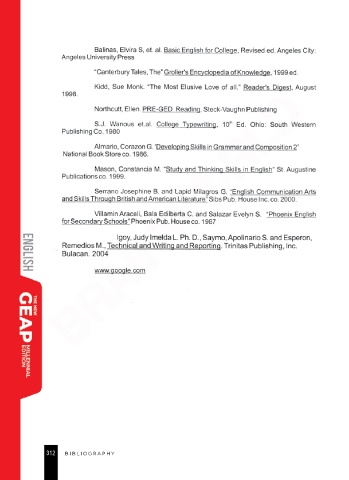 Balinas, Elvira S, et. al. Basic English for College, Revised ed. Angeles City:
Angeles University Press
"Canterbury Tales, The" Grolier's Encyclopedia of Knowledge, 1999 ed.
Kidd, Sue Monk. "The Most Elusive Love of all." Reader's Digest, August
1998.
Northcutt, Ellen. PRE-GED Reading. Steck-Vaughn Publishing
S.J. Wanous et.al. College Typewriting, 10th Ed. Ohio: South Western
Publishing Co. 1980
Almario, Corazon G. "Developing Skills in Grammar and Composition 2"
National Book Store co. 1986.
Mason, Constancia M. "Study and Thinking Skills in English" St. Augustine
Publications co. 1999.
Serrano Josephine B. and Lapid Milagros G. "English Communication Arts
and Skills Through British and American Literature" Sibs Pub. House Inc. co. 2000.
Villamin Araceli, Bala Edilberta C. and Salazar Evelyn S. "Phoenix English
for Secondary Schools" Phoenix Pub. House co. 1987
Igoy, Judy Imelda L. Ph. D., Saymo, Apolinario S. and Esperon,
Remedios M., Technical and Writing and Reporting. Trinitas Publishing, Inc.
Bulacan. 2004
www.google.com
ENGLISH
THE NEW
GEAP
MILLENNIAL
EDITION
312 BIBLIOGRAPHY